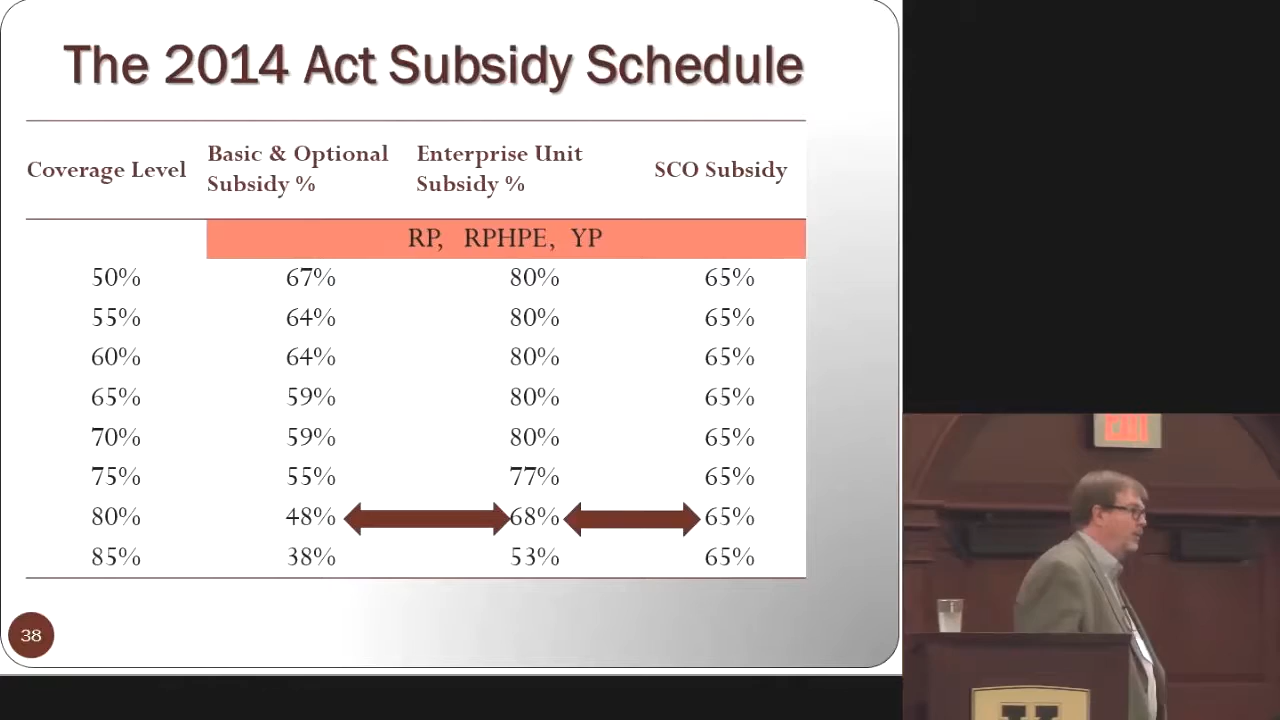 The 2014 Act Subsidy Schedule
Coverage Level
Basic & Optional
Subsidy %
Enterprise Unit
Subsidy %
SCO Subsidy
RP, RPHPE, YP
50% 67% 80% 65%
55% 64% 80% 65%
60% 64% 80% 65%
65% 59% 80% 65%
70% 59% 80% 65%
75% 55% 77% 65%
80% 48% 68% 65%
85% 38% 53% 65%
38